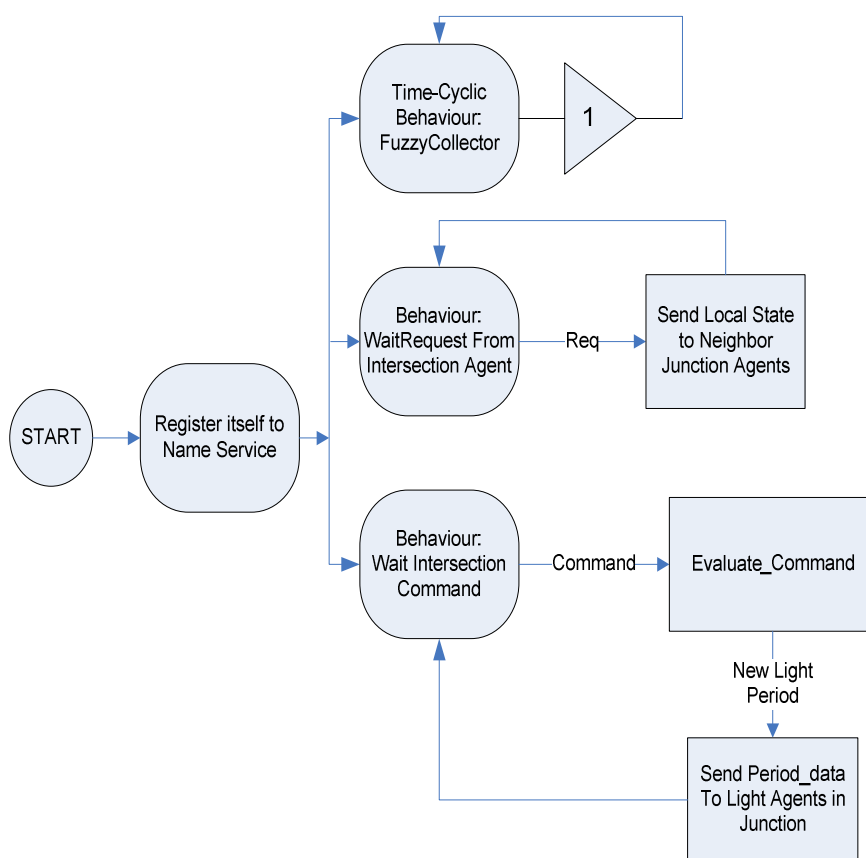 Time-Cyclic
Behaviour:
FuzzyCollector
1
Behaviour:
WaitRequest From
Intersection Agent
Req
Send Local State
to Neighbor
Junction Agents
START
Register itself to
Name Service
Behaviour:
Wait Intersection
Command
Command
Evaluate_Command
New Light
Period
Send Period_data
To Light Agents in
Junction